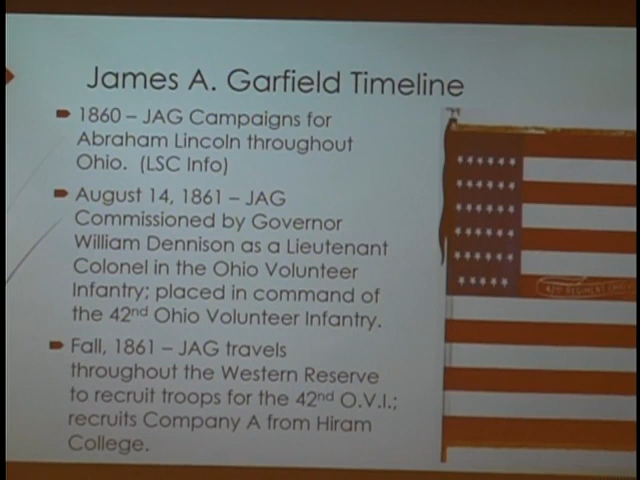 James A. Garfield Timeline
1860 – JAG Campaigns for
Abraham Lincoln throughout
Ohio. (LSC Info)
August 14, 1861 – JAG
Commissioned by Governor
William Dennison as a Lieutenant
Colonel in the Ohio Volunteer
Infantry; placed in command of
the 42nd Ohio Volunteer Infantry.
Fall, 1861 – JAG travels
throughout the Western Reserve
to recruit troops for the 42nd O.V.I.;
recruits Company A from Hiram
College.
42D REGIMENT